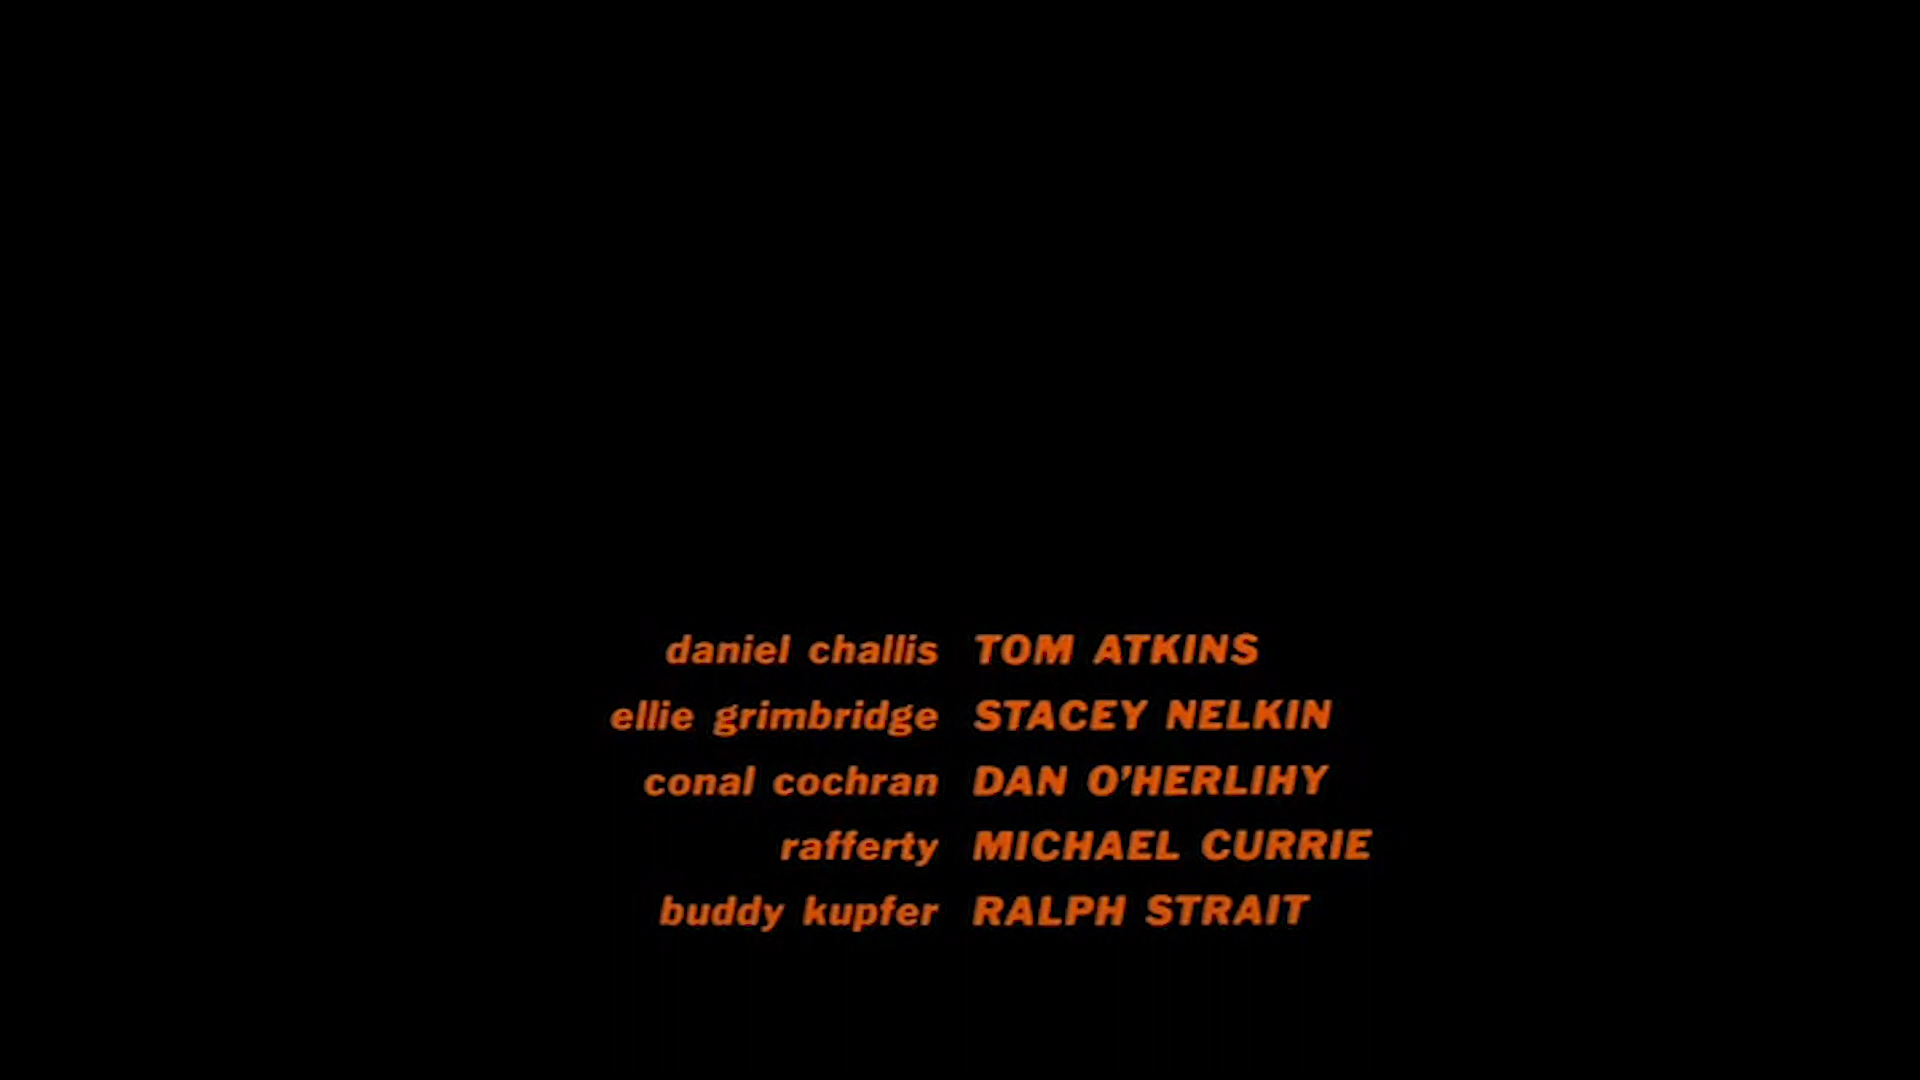 daniel challis TOM ATKINS
ellie grimbridge STACEY NELKIN
conal cochran DAN O'HERLIHY
rafferty MICHAEL CURRIE
buddy kupfer RALPH STRAIT